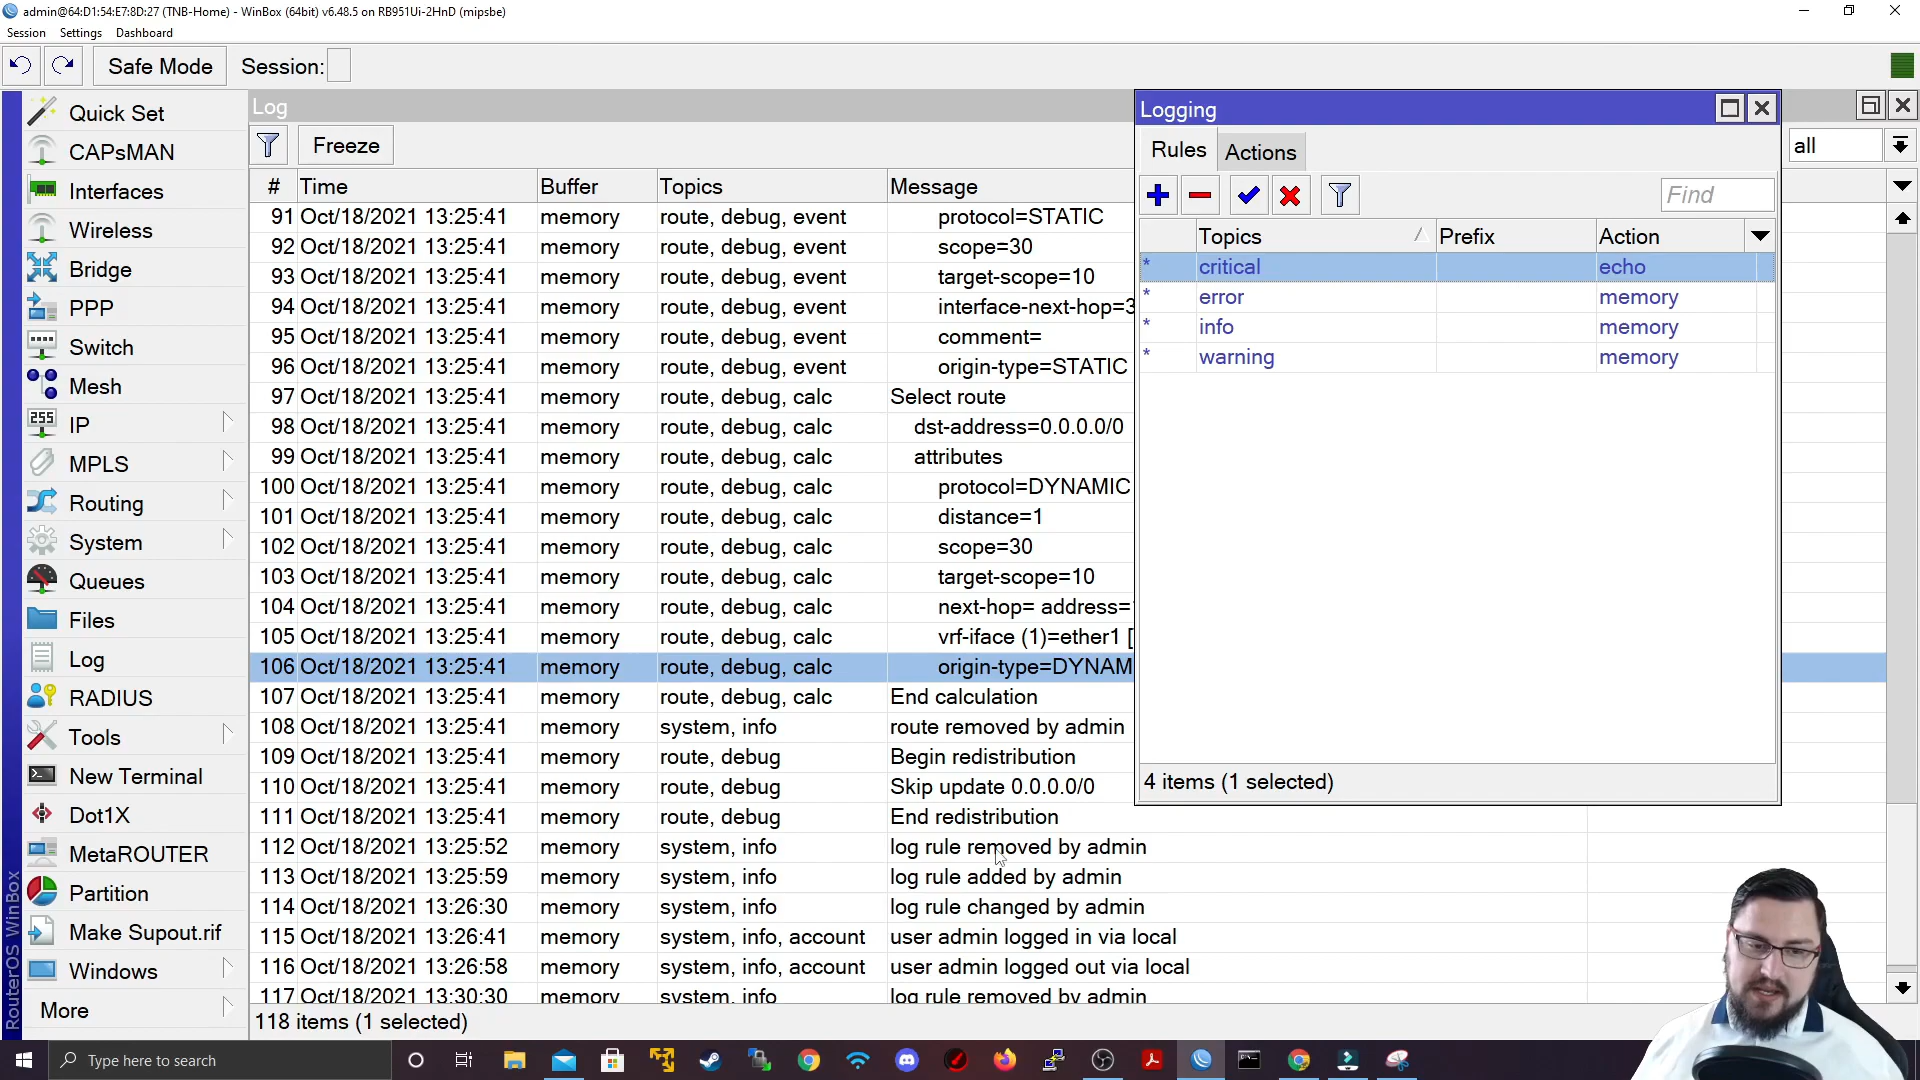 admin@64:D1:54:E7:8D:27 (TNB-Home) - WinBox (64bit) v6.48.5 on RB951Ui-2HnD (mipsbe)
Session Settings Dashboard
Safe Mode Session:
Quick Set
CAPsMAN
Interfaces
Wireless
Bridge
PPP
Switch
Mesh
255
IP
MPLS
Routing
System
Queues
Files
Log
RADIUS
Tools
New Terminal
Dot1X
MetaROUTER
Partition
Make Supout.rif
Windows
More
RouterOS WinBox
Log
Freeze
all
# Time Buffer Topics Message
91 Oct/18/2021 13:25:41 memory route, debug, event protocol=STATIC
92 Oct/18/2021 13:25:41 memory route, debug, event scope=30
93 Oct/18/2021 13:25:41 memory route, debug, event target-scope=10
94 Oct/18/2021 13:25:41 memory route, debug, event interface-next-hop=3
95 Oct/18/2021 13:25:41 memory route, debug, event comment=
96 Oct/18/2021 13:25:41 memory route, debug, event origin-type=STATIC
97 Oct/18/2021 13:25:41 memory route, debug, calc Select route
98 Oct/18/2021 13:25:41 memory route, debug, calc dst-address=0.0.0.0/0
99 Oct/18/2021 13:25:41 memory route, debug, calc attributes
100 Oct/18/2021 13:25:41 memory route, debug, calc protocol=DYNAMIC
101 Oct/18/2021 13:25:41 memory route, debug, calc distance=1
102 Oct/18/2021 13:25:41 memory route, debug, calc scope=30
103 Oct/18/2021 13:25:41 memory route, debug, calc target-scope=10
104 Oct/18/2021 13:25:41 memory route, debug, calc next-hop= address=
105 Oct/18/2021 13:25:41 memory route, debug, calc vrf-iface (1)=ether1 [
106 Oct/18/2021 13:25:41 memory route, debug, calc origin-type=DYNAM
107 Oct/18/2021 13:25:41 memory route, debug, calc End calculation
108 Oct/18/2021 13:25:41 memory system, info route removed by admin
109 Oct/18/2021 13:25:41 memory route, debug Begin redistribution
110 Oct/18/2021 13:25:41 memory route, debug Skip update 0.0.0.0/0
111 Oct/18/2021 13:25:41 memory route, debug End redistribution
112 Oct/18/2021 13:25:52 memory system, info log rule removed by admin
113 Oct/18/2021 13:25:59 memory system, info log rule added by admin
114 Oct/18/2021 13:26:30 memory system, info log rule changed by admin
115 Oct/18/2021 13:26:41 memory system, info, account user admin logged in via local
116 Oct/18/2021 13:26:58 memory system, info, account user admin logged out via local
117 Oct/18/2021 13:30:30 memory system, info log rule removed by admin
118 items (1 selected)
Logging
Rules Actions
Find
Topics Prefix Action
* critical echo
* error memory
* info memory
* warning memory
4 items (1 selected)
Type here to search